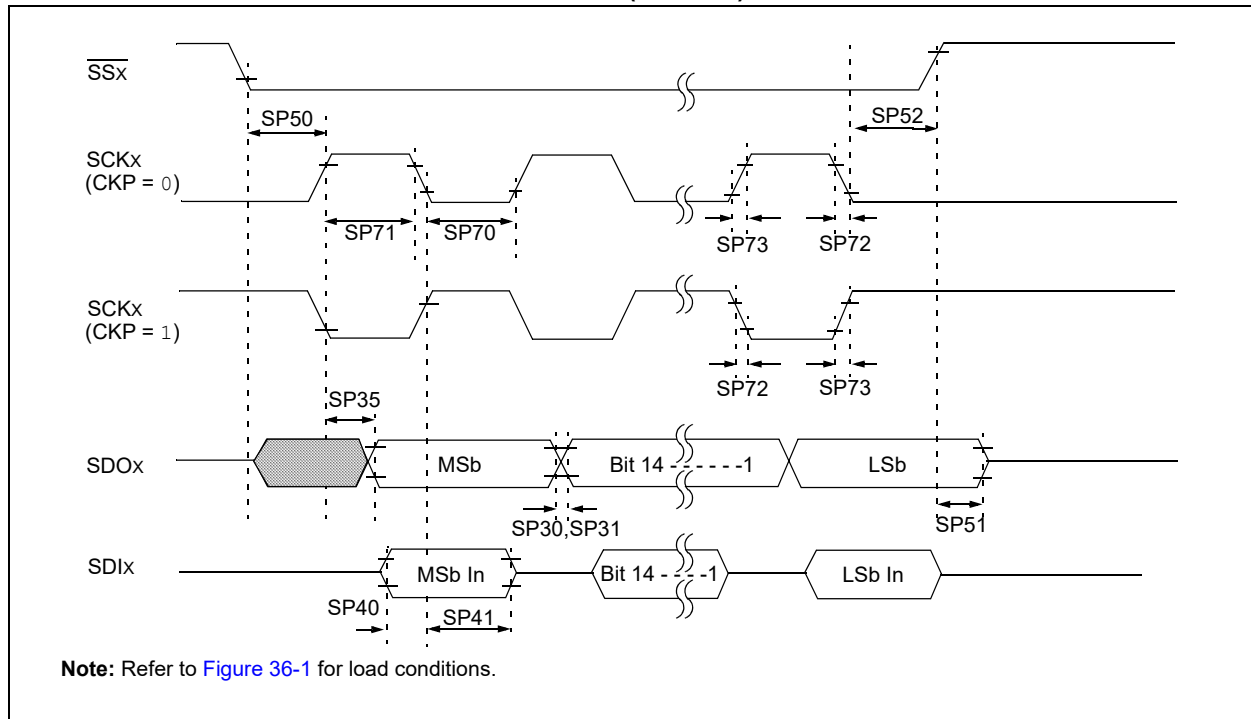 SSx
SP50
SP52
SCKx
(CKP = 0)
SP71
SP70
SP73
SP72
SCKx
(CKP = 1)
SP72
SP73
SP35
SDOx
MSb
Bit 14 - - - - - -1
LSb
SP30,SP31
SP51
SDIx
MSb In
Bit 14 - - - -1
LSb In
SP40
SP41
Note: Refer to Figure 36-1 for load conditions.